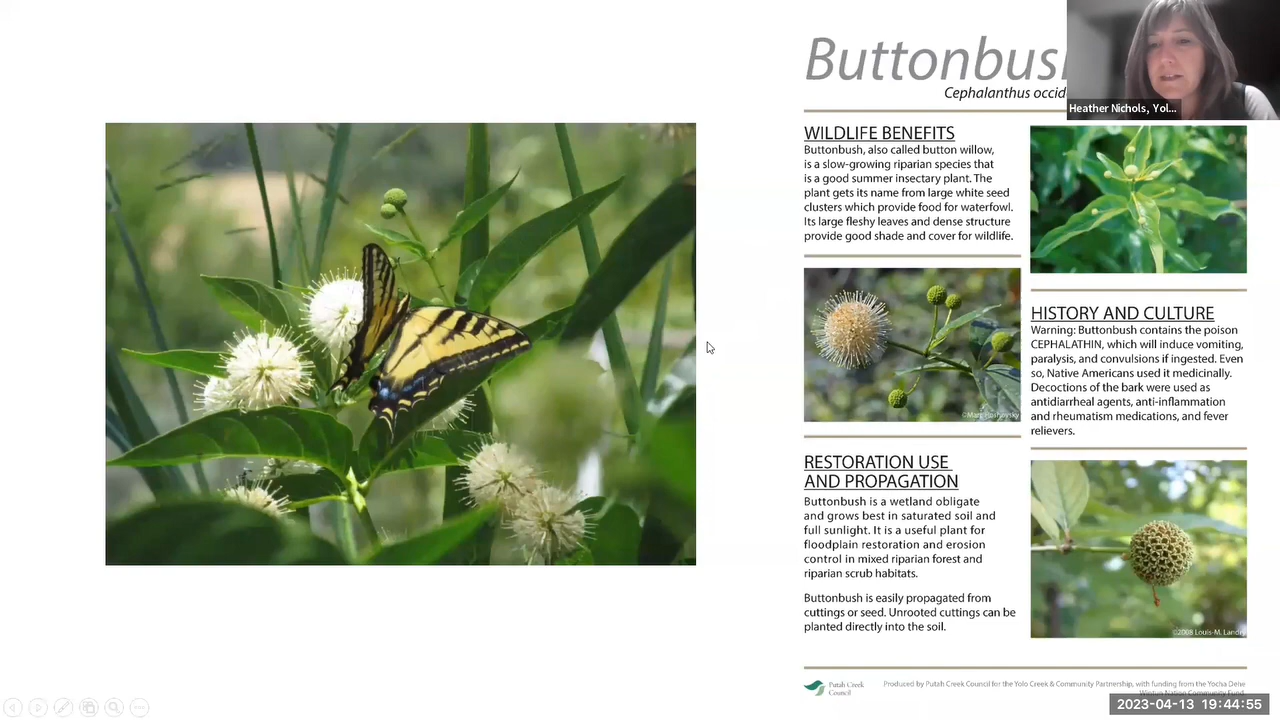 Buttonbus
Cephalanthus occid
Heather Nichols, Yol...
WILDLIFE BENEFITS
Buttonbush, also called button willow,
is a slow-growing riparian species that
is a good summer insectary plant. The
plant gets its name from large white seed
clusters which provide food for waterfowl.
Its large fleshy leaves and dense structure
provide good shade and cover for wildlife.
HISTORY AND CULTURE
Warning: Buttonbush contains the poison
CEPHALATHIN, which will induce vomiting,
paralysis, and convulsions if ingested. Even
so, Native Americans used it medicinally.
Decoctions of the bark were used as
antidiarrheal agents, anti-inflammation
and rheumatism medications, and fever
relievers.
RESTORATION USE
AND PROPAGATION
Buttonbush is a wetland obligate
and grows best in saturated soil and
full sunlight. It is a useful plant for
floodplain restoration and erosion
control in mixed riparian forest and
riparian scrub habitats.
Buttonbush is easily propagated from
cuttings or seed. Unrooted cuttings can be
planted directly into the soil.
©2008 Louis-M. Landry
Putah Creek
Council
Produced by Putah Creek Council for the Yolo Creek & Community Partnership, with funding from the Yocha Dehe
Wintun Nation Community Fund.
2023-04-13 19:44:55